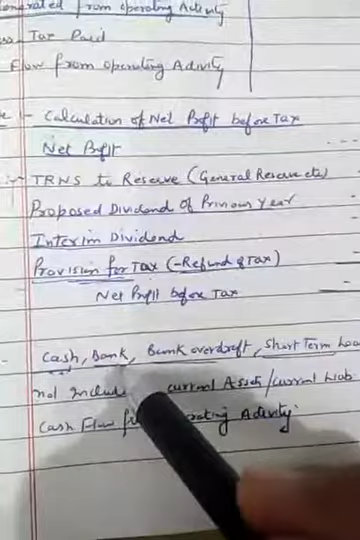 Generated from operating Activity
Tax Paid
Flow from operating Activity
- Calculation of Net Profit before Tax
Net Profit
:- TRNS to Reserve (General Reserve etc)
Proposed Dividend of Previous year
Interim Dividend
Provision for Tax (-Refund of Tax)
Net Profit before Tax
Cash, Bank, Bank overdraft, Short Term Loa
not Include current Assets/current Liab
Cash Flow Activity